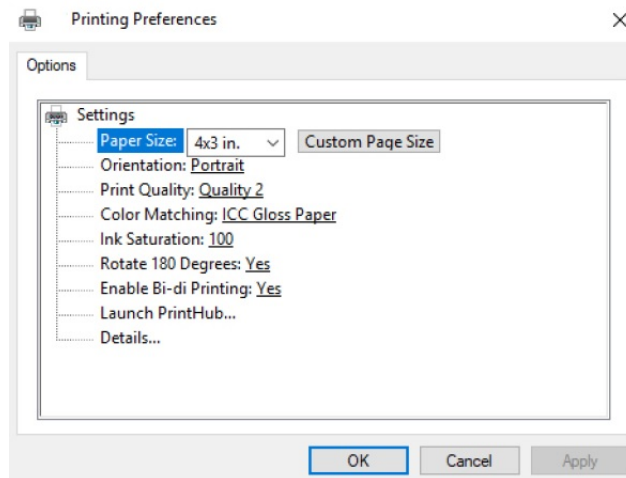 Printing Preferences
Options
Settings
Paper Size: 4x3 in. Custom Page Size
Orientation: Portrait
Print Quality: Quality 2
Color Matching: ICC Gloss Paper
Ink Saturation: 100
Rotate 180 Degrees: Yes
Enable Bi-di Printing: Yes
Launch PrintHub...
Details...
OK Cancel Apply